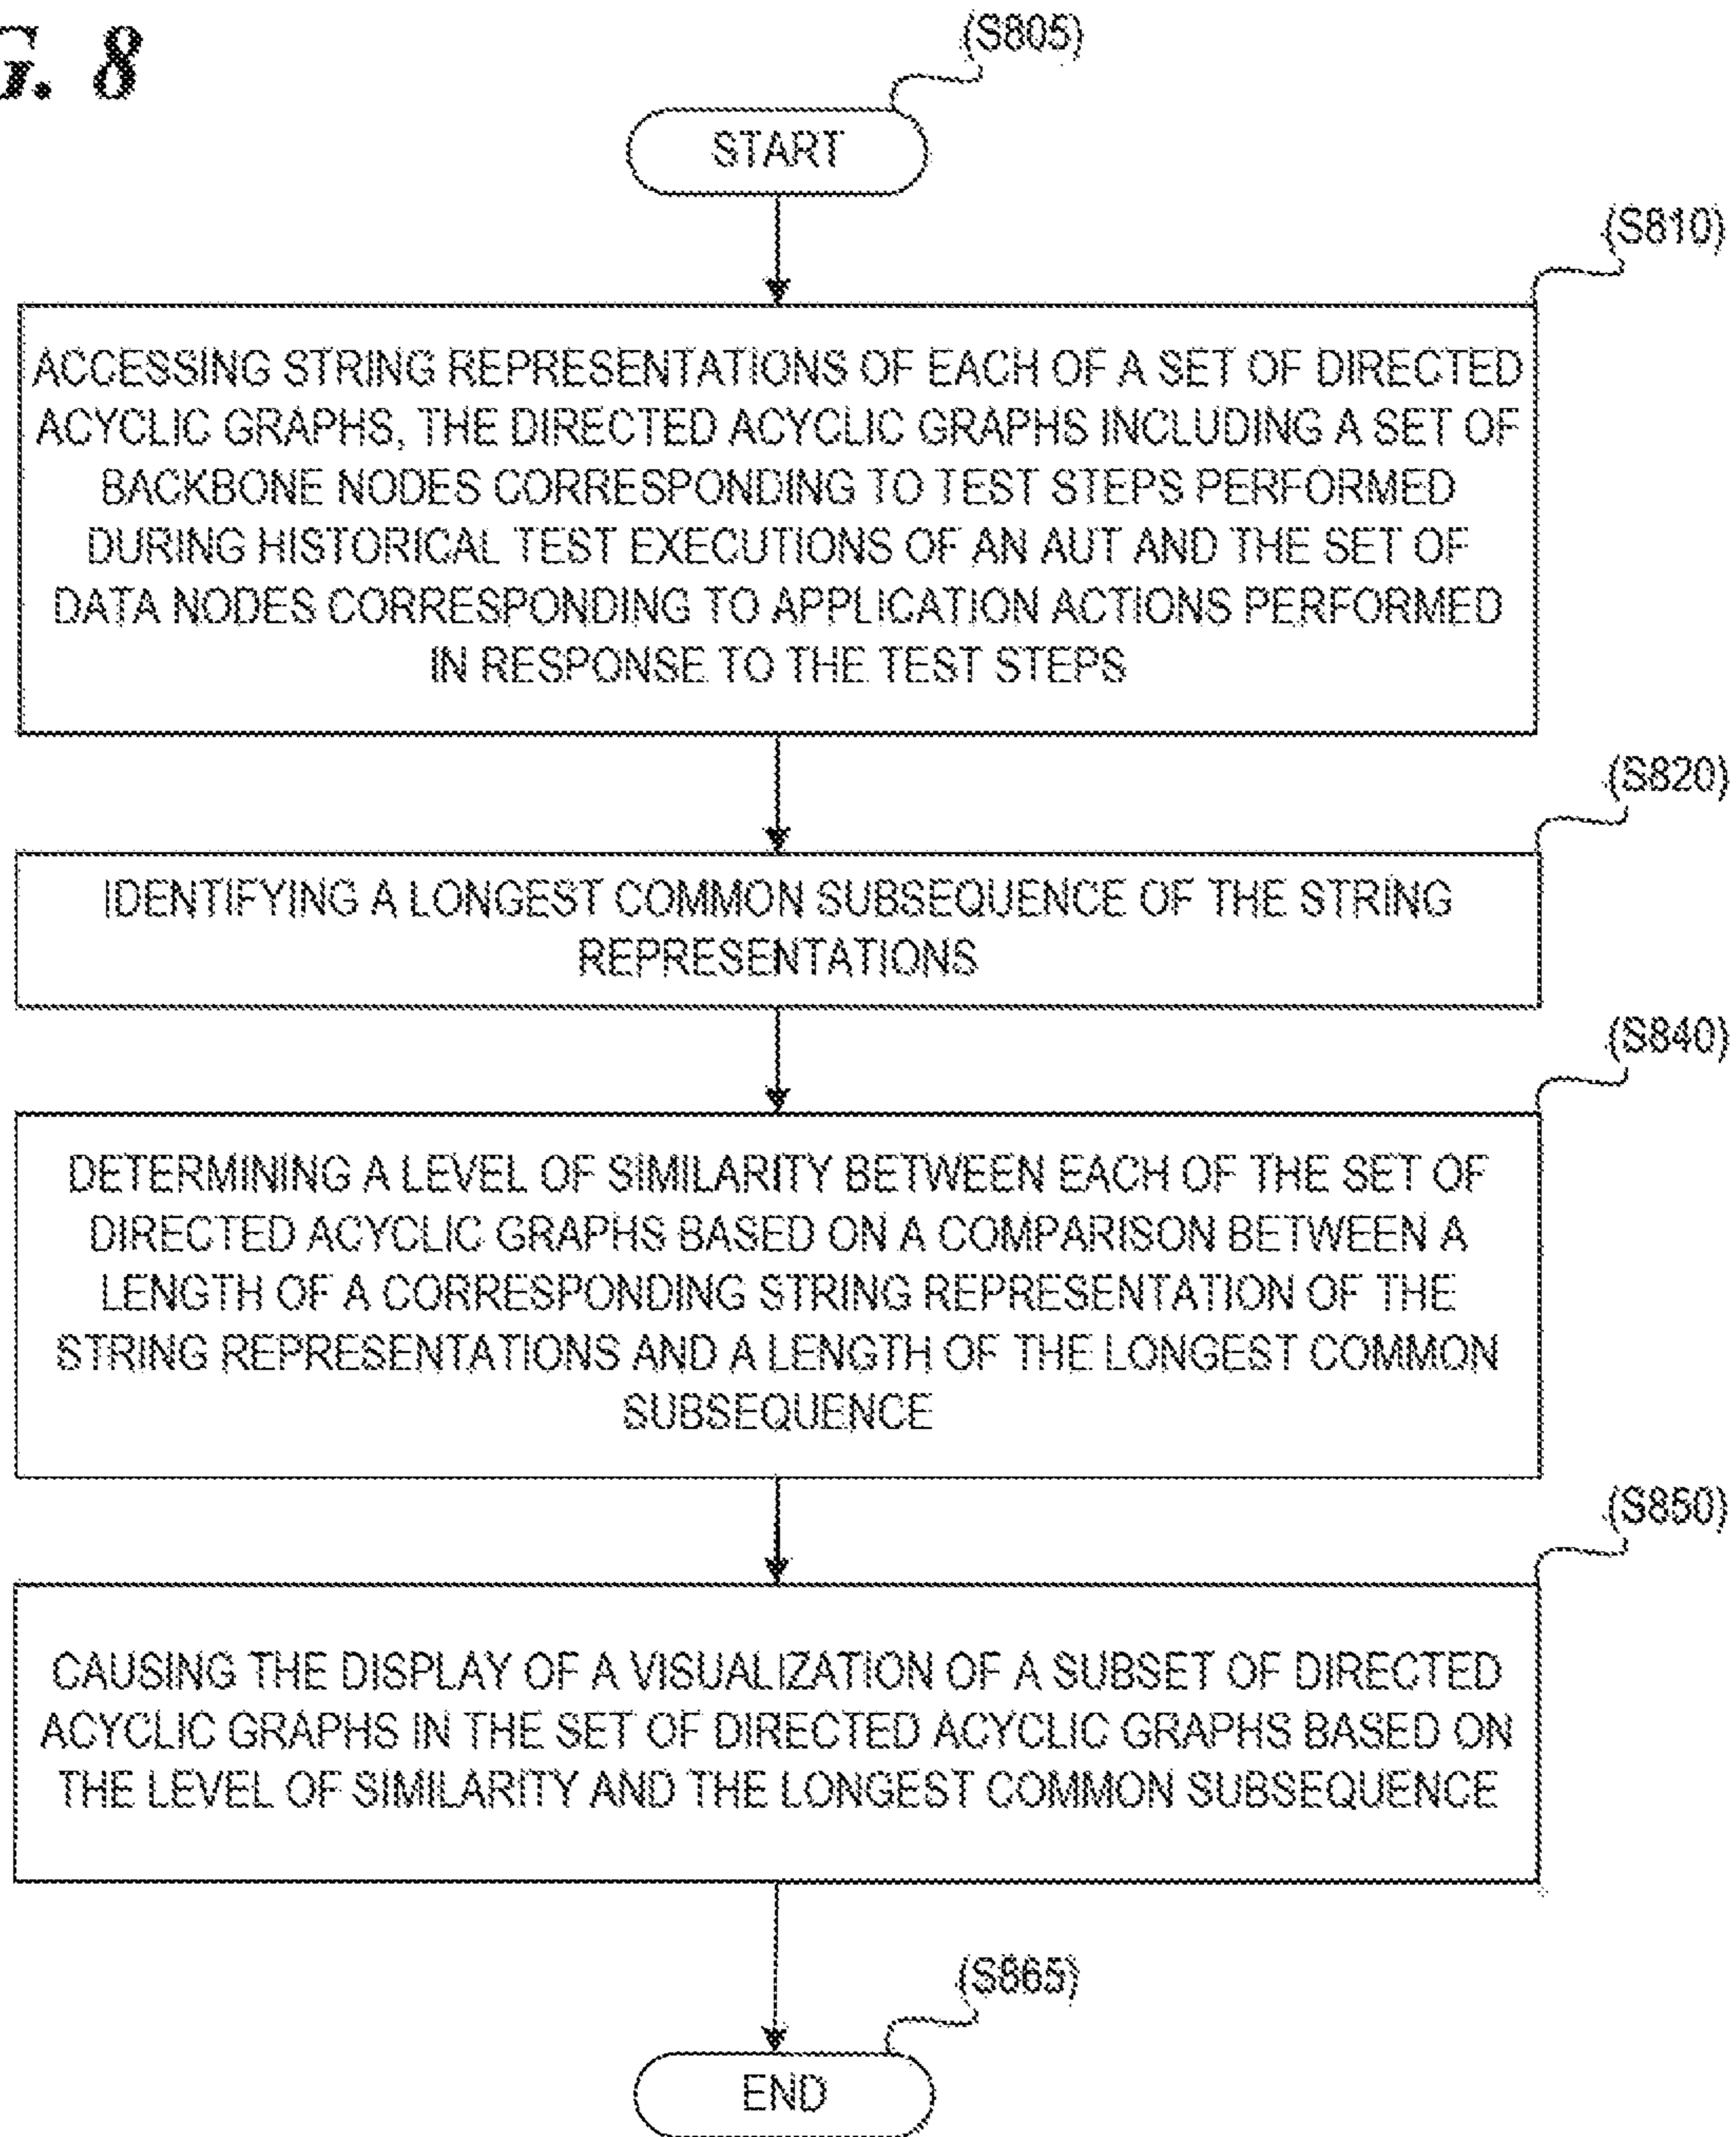 G. 8
(S805)
START
(S810)
ACCESSING STRING REPRESENTATIONS OF EACH OF A SET OF DIRECTED
ACYCLIC GRAPHS, THE DIRECTED ACYCLIC GRAPHS INCLUDING A SET OF
BACKBONE NODES CORRESPONDING TO TEST STEPS PERFORMED
DURING HISTORICAL TEST EXECUTIONS OF AN AUT AND THE SET OF
DATA NODES CORRESPONDING TO APPLICATION ACTIONS PERFORMED
IN RESPONSE TO THE TEST STEPS
(S820)
IDENTIFYING A LONGEST COMMON SUBSEQUENCE OF THE STRING
REPRESENTATIONS
(S840)
DETERMINING A LEVEL OF SIMILARITY BETWEEN EACH OF THE SET OF
DIRECTED ACYCLIC GRAPHS BASED ON A COMPARISON BETWEEN A
LENGTH OF A CORRESPONDING STRING REPRESENTATION OF THE
STRING REPRESENTATIONS AND A LENGTH OF THE LONGEST COMMON
SUBSEQUENCE
(S850)
CAUSING THE DISPLAY OF A VISUALIZATION OF A SUBSET OF DIRECTED
ACYCLIC GRAPHS IN THE SET OF DIRECTED ACYCLIC GRAPHS BASED ON
THE LEVEL OF SIMILARITY AND THE LONGEST COMMON SUBSEQUENCE
(S865)
END